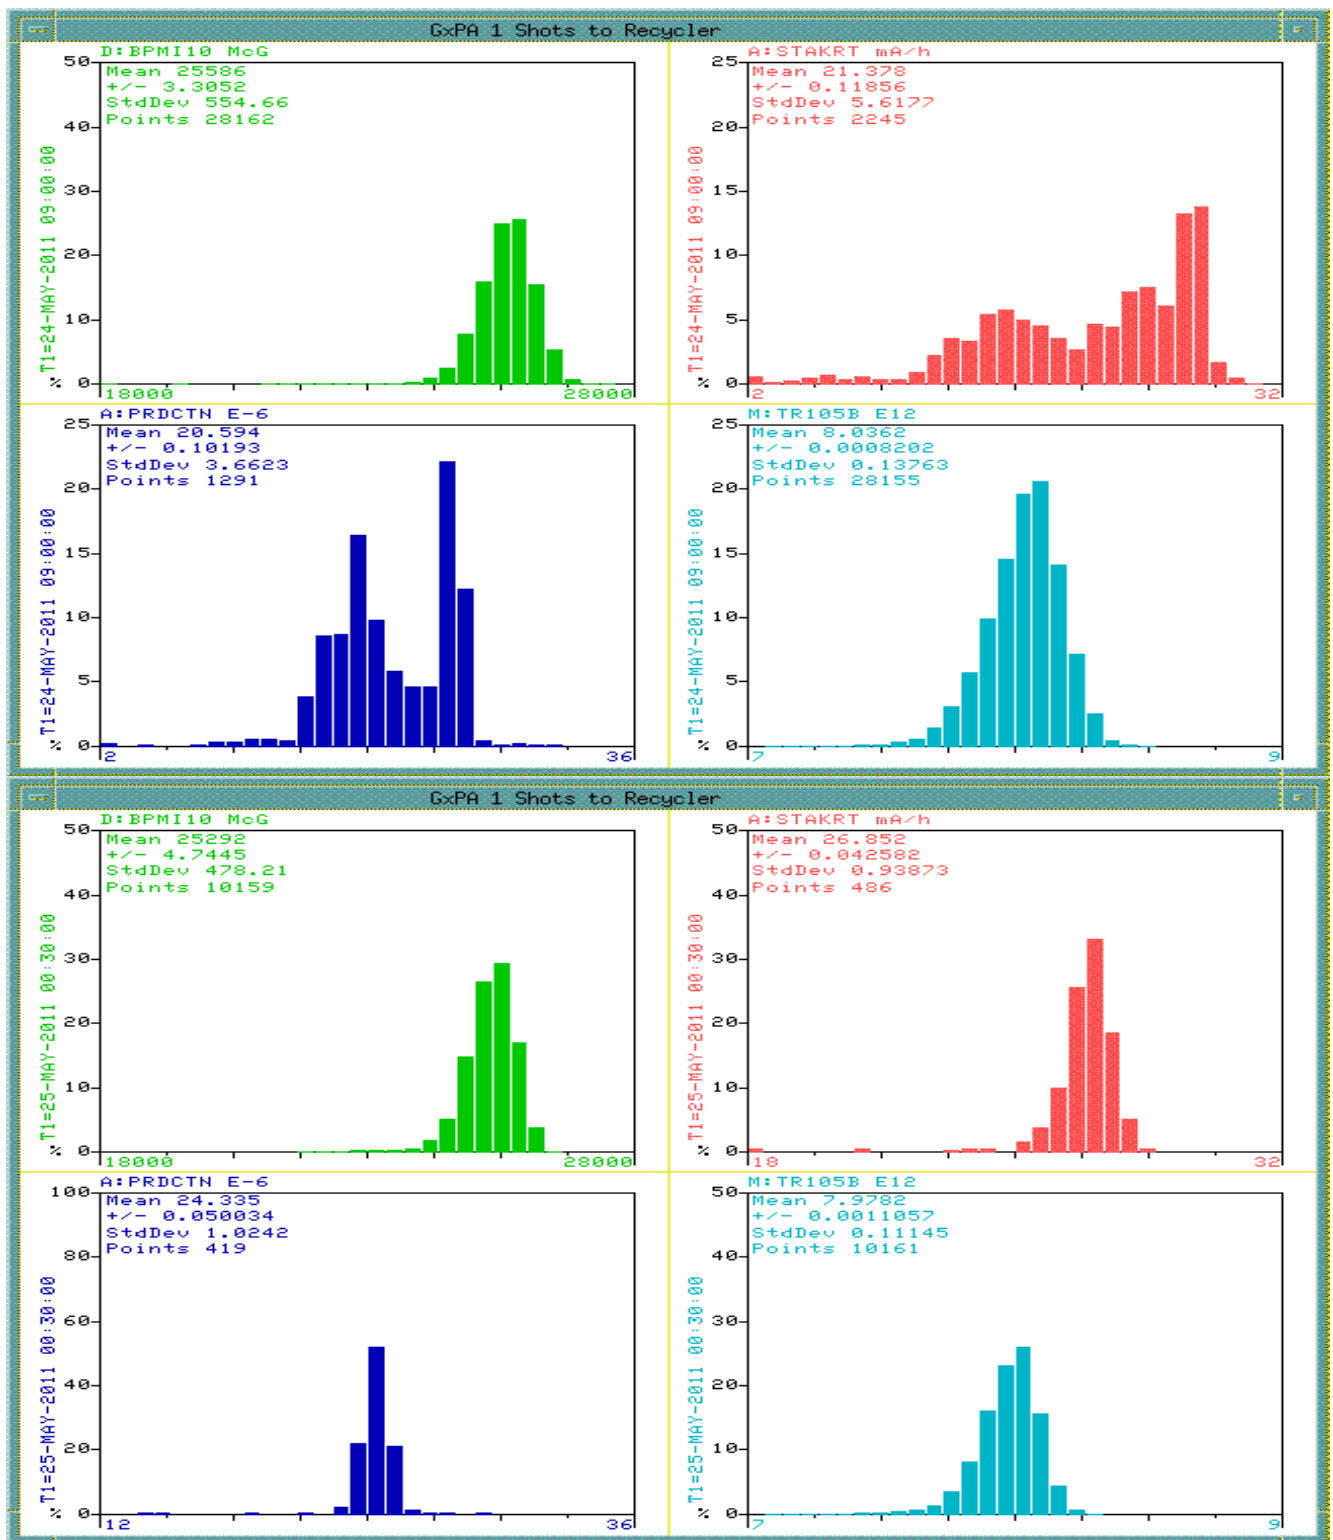 GxPA 1 Shots to Recycler
D:BPMI10 McG
Mean 25586
+/- 3.3052
StdDev 554.66
Points 28162
50
40
30
20
10
% 0
T1=24-MAY-2011 09:00:00
18000 28000
A:STAKRT mA/h
Mean 21.378
+/- 0.11856
StdDev 5.6177
Points 2245
25
20
15
10
5
% 0
T1=24-MAY-2011 09:00:00
2 32
A:PRDCTN E-6
Mean 20.594
+/- 0.10193
StdDev 3.6623
Points 1291
25
20
15
10
5
% 0
T1=24-MAY-2011 09:00:00
2 36
M:TR105B E12
Mean 8.0362
+/- 0.0008202
StdDev 0.13763
Points 28155
25
20
15
10
5
% 0
T1=24-MAY-2011 09:00:00
7 9
GxPA 1 Shots to Recycler
D:BPMI10 McG
Mean 25292
+/- 4.7445
StdDev 478.21
Points 10159
50
40
30
20
10
% 0
T1=25-MAY-2011 00:30:00
18000 28000
A:STAKRT mA/h
Mean 26.852
+/- 0.042582
StdDev 0.93873
Points 486
50
40
30
20
10
% 0
T1=25-MAY-2011 00:30:00
18 32
A:PRDCTN E-6
Mean 24.335
+/- 0.050034
StdDev 1.0242
Points 419
100
80
60
40
20
% 0
T1=25-MAY-2011 00:30:00
12 36
M:TR105B E12
Mean 7.9782
+/- 0.0011057
StdDev 0.11145
Points 10161
50
40
30
20
10
% 0
T1=25-MAY-2011 00:30:00
7 9